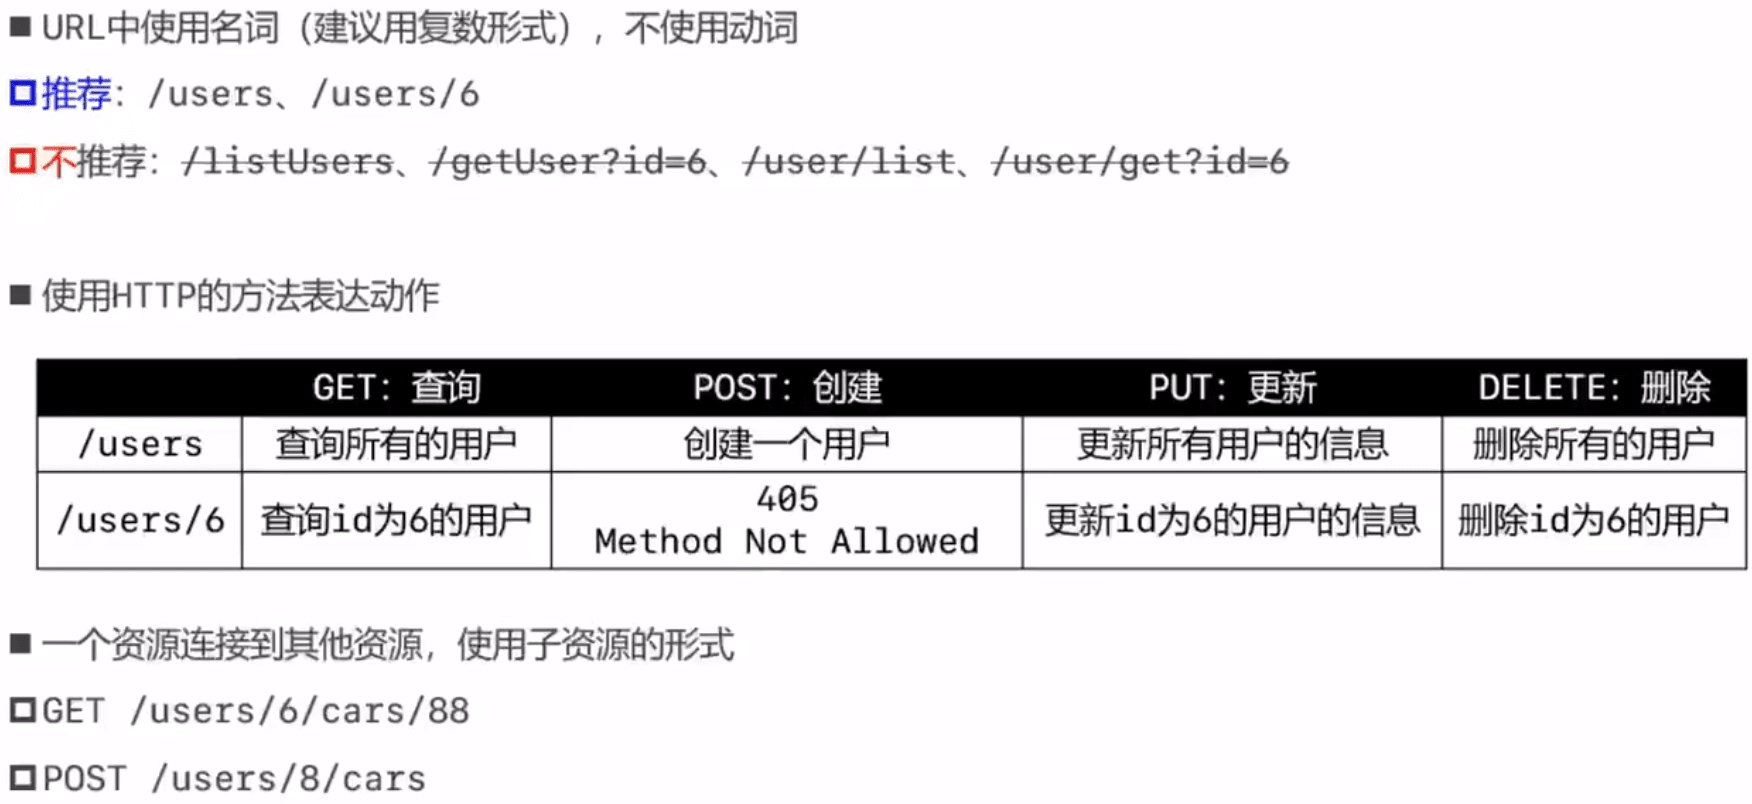 ■ URL中使用名词（建议用复数形式），不使用动词
推荐：/users、/users/6
不推荐：/listUsers、/getUser?id=6、/user/list、/user/get?id=6
■ 使用HTTP的方法表达动作
GET：查询 POST：创建 PUT：更新 DELETE：删除
/users 查询所有的用户 创建一个用户 更新所有用户的信息 删除所有的用户
/users/6 查询id为6的用户 405 Method Not Allowed 更新id为6的用户的信息 删除id为6的用户
■ 一个资源连接到其他资源，使用子资源的形式
GET /users/6/cars/88
POST /users/8/cars